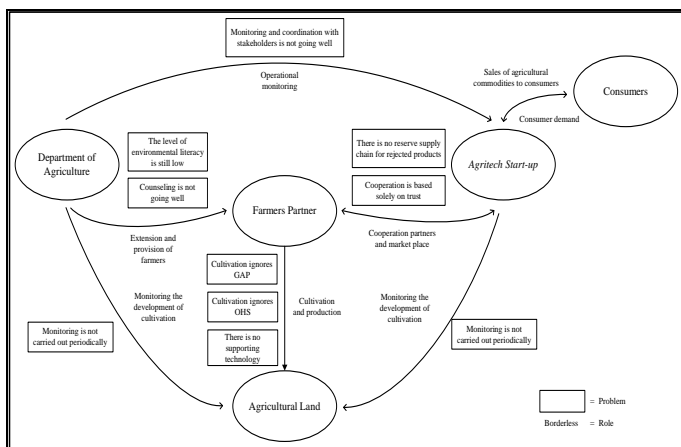 Monitoring and coordination with
stakeholders is not going well
Operational
monitoring
Sales of agricultural
commodities to consumers
Consumers
Consumer demand
Department of
Agriculture
The level of
environmental literacy
is still low
Counseling is not
going well
There is no reserve supply
chain for rejected products
Cooperation is based
solely on trust
Agritech Start-up
Farmers Partner
Extension and
provision of
farmers
Cooperation partners
and market place
Cultivation ignores
GAP
Cultivation ignores
OHS
There is no
supporting
technology
Cultivation
and production
Monitoring the
development of
cultivation
Monitoring the
development of
cultivation
Monitoring is not
carried out periodically
Monitoring is not
carried out periodically
Agricultural Land
= Problem
Borderless = Role